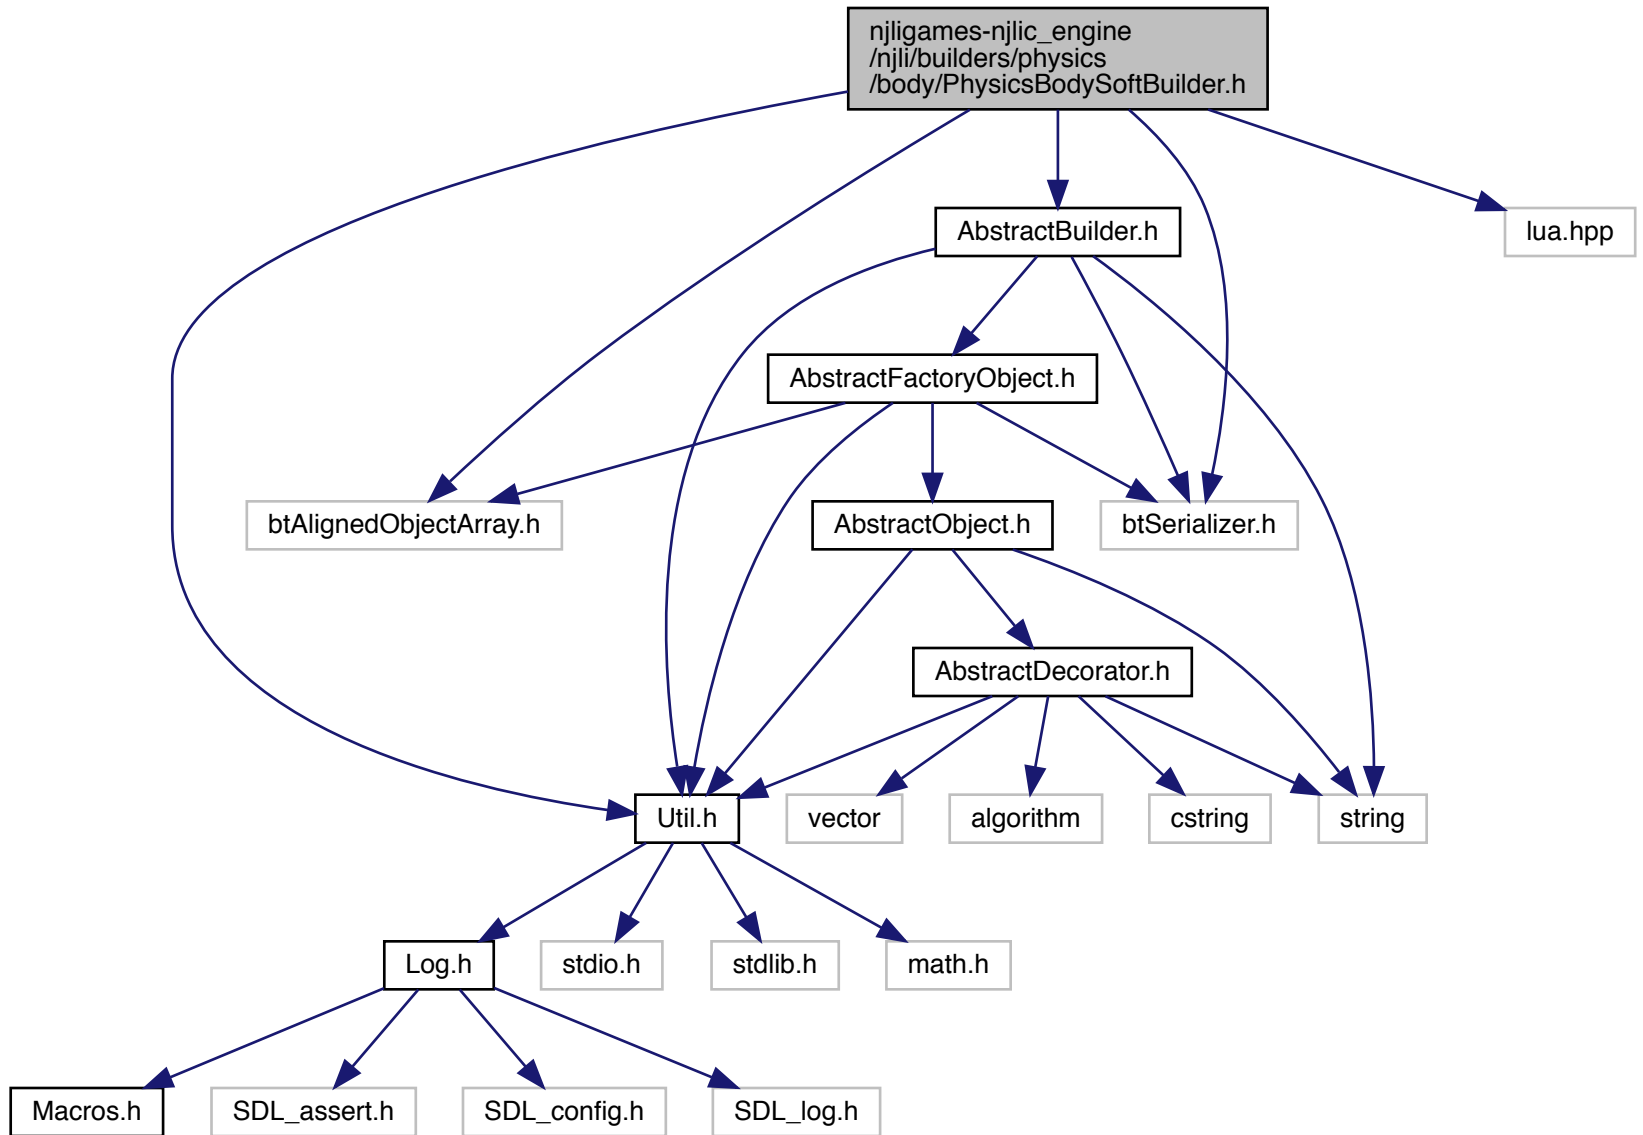 njligames-njlic_engine
/njli/builders/physics
/body/PhysicsBodySoftBuilder.h
AbstractBuilder.h
lua.hpp
AbstractFactoryObject.h
btAlignedObjectArray.h
AbstractObject.h
btSerializer.h
AbstractDecorator.h
Util.h
vector
algorithm
cstring
string
Log.h
stdio.h
stdlib.h
math.h
Macros.h
SDL_assert.h
SDL_config.h
SDL_log.h